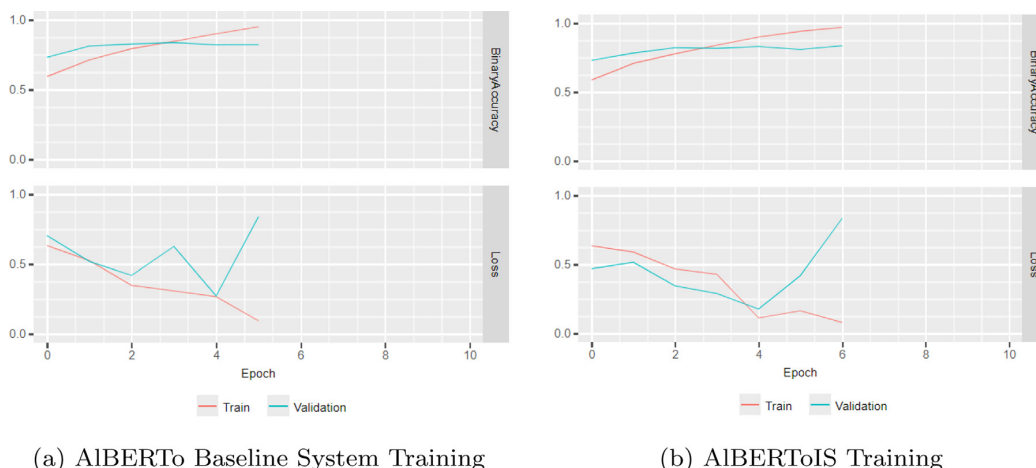 1.0
0.5
0.0
BinaryAccuracy
1.0
0.5
0.0
Loss
0 2 4 6 8 10
Epoch
Train Validation
(a) AlBERTo Baseline System Training
1.0
0.5
0.0
BinaryAccuracy
1.0
0.5
0.0
Loss
0 2 4 6 8 10
Epoch
Train Validation
(b) AlBERToIS Training